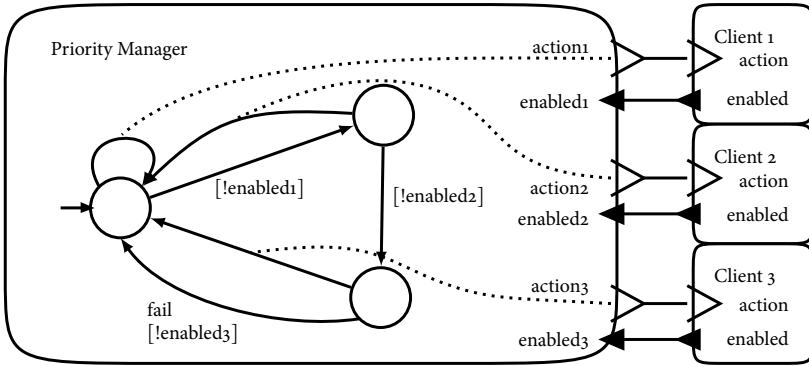 Priority Manager
action1
enabled1
action2
enabled2
action3
enabled3
[!enabled1]
[!enabled2]
fail
[!enabled3]
Client 1
action
enabled
Client 2
action
enabled
Client 3
action
enabled